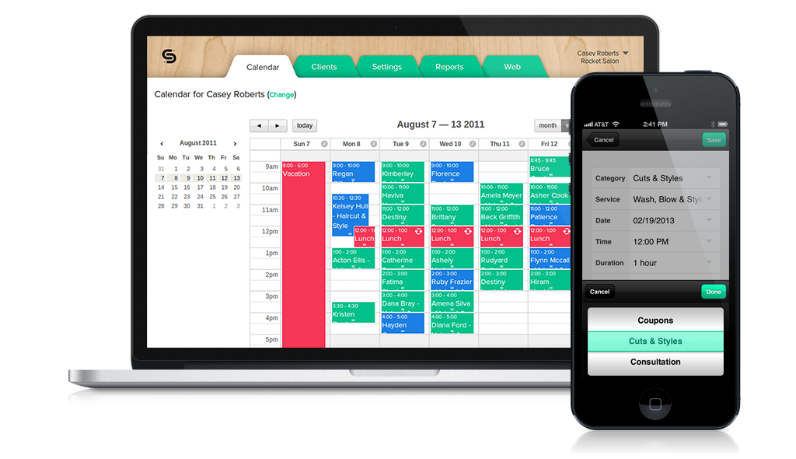 Calendar
Clients
Settings
Reports
Web
Casey Roberts
Rocket Salon
Calendar for Casey Roberts (Change)
today
August 7 — 13 2011
month
August 2011
Su Mo Tu We Th Fr Sa
31 1 2 3 4 5 6
7 8 9 10 11 12 13
14 15 16 17 18 19 20
21 22 23 24 25 26 27
28 29 30 31 1 2 3
Sun 7
Mon 8
Tue 9
Wed 10
Thu 11
Fri 12
9am
10am
11am
12pm
1pm
2pm
3pm
4pm
5pm
9:00 - 6:00
Vacation
9:00 - 10:00
Regan
10:30 - 12:30
Kelsey Hull
- Haircut &
Style
12:00 - 1:00
Lunch
1:00 - 2:00
Acton Ellis -
3:30 - 4:30
Kristen
9:00 - 10:00
Kimberley
10:00 - 11:00
Haviva
11:00 - 12:00
Destiny
12:00 - 1:00
Lunch
1:00 - 2:00
Catherine
2:00 - 3:00
Fatima
3:00 - 4:00
Dana Bray -
4:00 - 5:00
Hayden
9:00 - 10:00
Florence
11:00 - 12:00
Brittany
12:00 - 1:00
Lunch
1:00 - 2:00
Ashely
2:00 - 3:00
Ruby Frazier
3:00 - 4:00
Amena Silva
4:00 - 5:00
Diana Ford -
10:00 - 11:00
Amela Mayer
11:00 - 12:00
Beck Griffith
12:00 - 1:00
Lunch
1:00 - 2:00
Rudyard
2:00 - 3:00
Destiny
8:45 - 9:45
Bruce
10:00 - 11:00
Asher Cook
11:00 - 12:00
Patience
12:00 - 1:00
Lunch
1:00 - 2:00
Flynn Mccall
2:00 - 3:00
Hiram
AT&T
2:41 PM
Cancel
Save
Category Cuts & Styles
Service Wash, Blow & Style
Date 02/19/2013
Time 12:00 PM
Duration 1 hour
Cancel
Done
Coupons
Cuts & Styles
Consultation